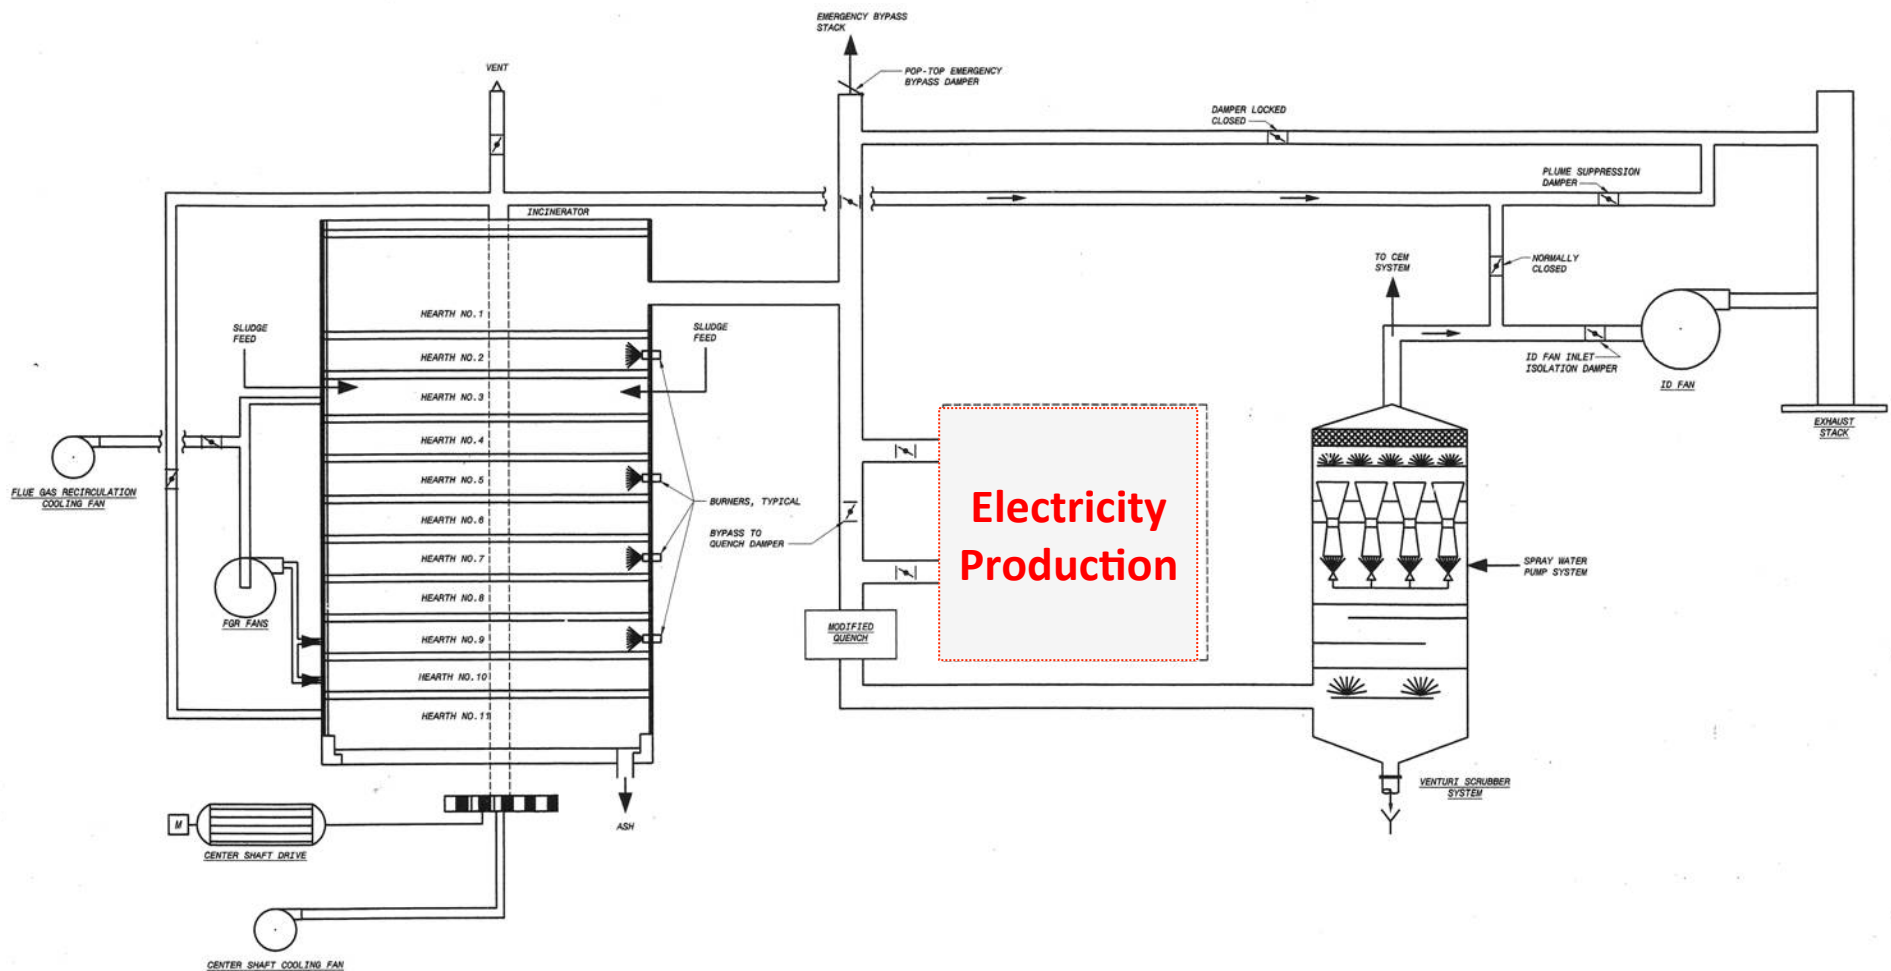 EMERGENCY BYPASS
STACK
POP-TOP EMERGENCY
BYPASS DAMPER
VENT
DAMPER LOCKED
CLOSED
PLUME SUPPRESSION
DAMPER
INCINERATOR
TO CEM
SYSTEM
NORMALLY
CLOSED
HEARTH NO.1
SLUDGE
FEED
SLUDGE
FEED
HEARTH NO.2
ID FAN INLET
ISOLATION DAMPER
ID FAN
HEARTH NO.3
EXHAUST
STACK
HEARTH NO.4
HEARTH NO.5
FLUE GAS RECIRCULATION
COOLING FAN
BURNERS, TYPICAL
HEARTH NO.6
BYPASS TO
QUENCH DAMPER
Electricity
Production
HEARTH NO.7
SPRAY WATER
PUMP SYSTEM
HEARTH NO.8
FGR FANS
HEARTH NO.9
MODIFIED
QUENCH
HEARTH NO.10
HEARTH NO.11
VENTURI SCRUBBER
SYSTEM
M
ASH
CENTER SHAFT DRIVE
CENTER SHAFT COOLING FAN